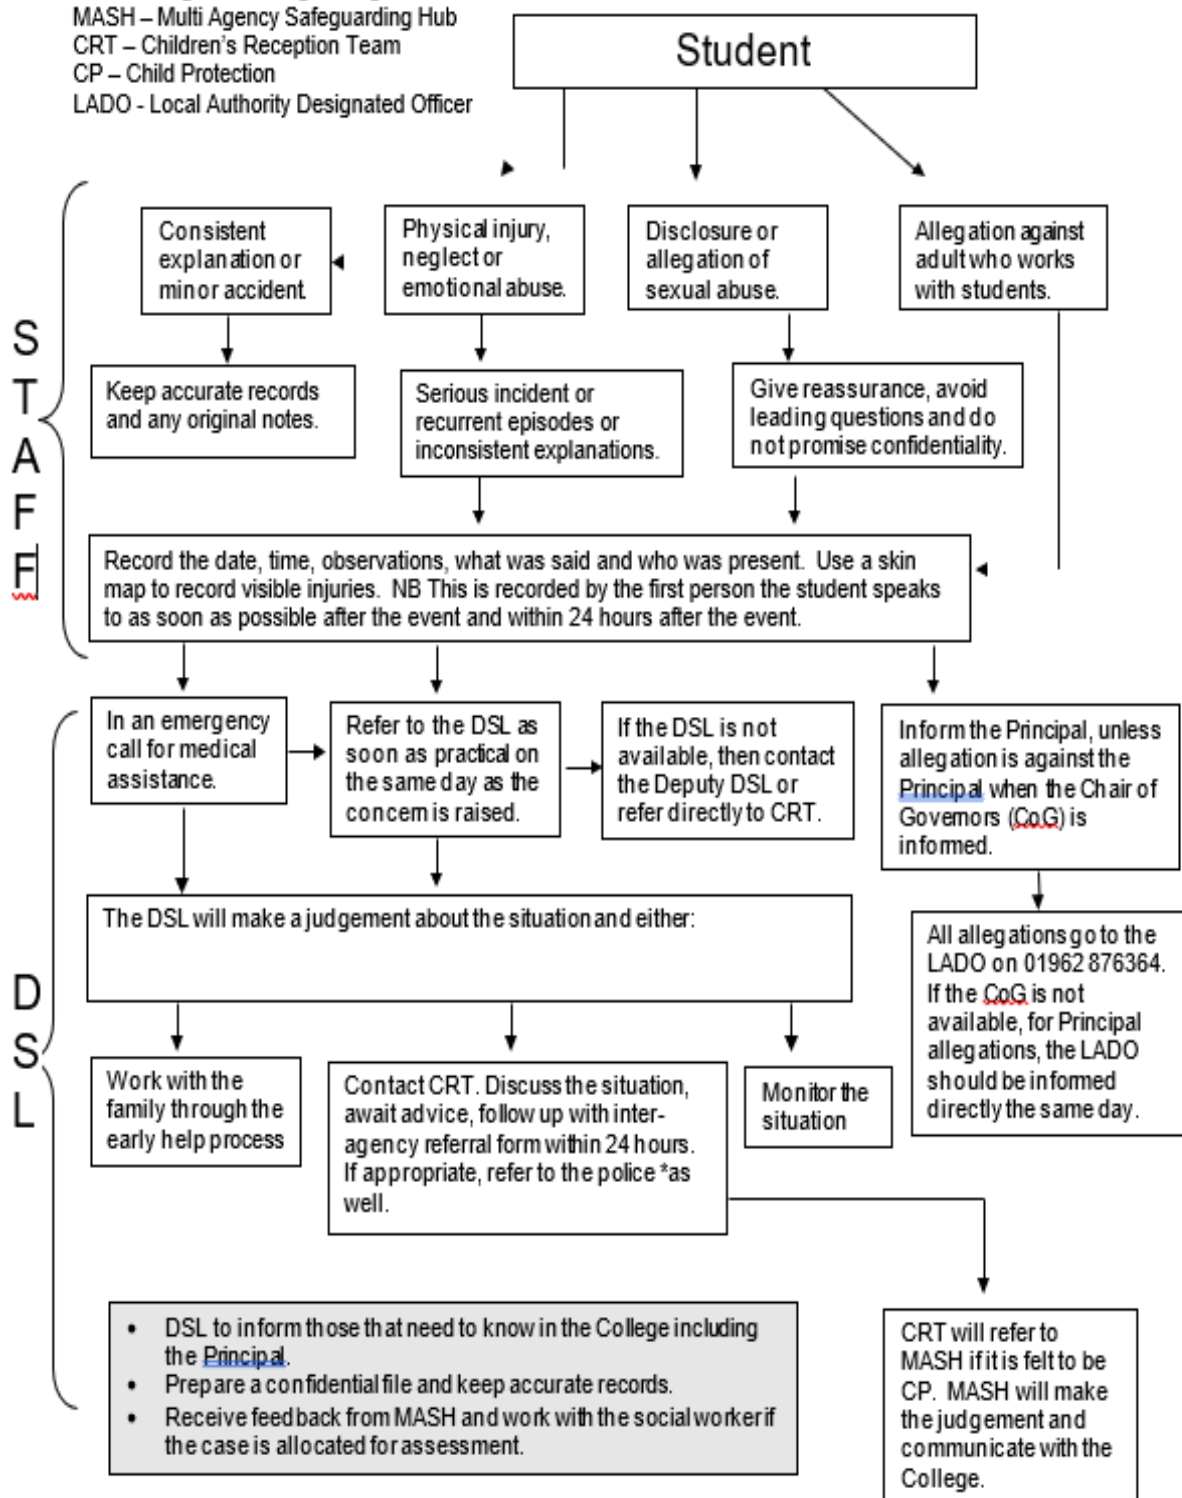 MASH – Multi Agency Safeguarding Hub
CRT – Children's Reception Team
CP – Child Protection
LADO - Local Authority Designated Officer
Student
Consistent
explanation or
minor accident.
Physical injury,
neglect or
emotional abuse.
Disclosure or
allegation of
sexual abuse.
Allegation against
adult who works
with students.
S
T
A
F
F
Keep accurate records
and any original notes.
Serious incident or
recurrent episodes or
inconsistent explanations.
Give reassurance, avoid
leading questions and do
not promise confidentiality.
Record the date, time, observations, what was said and who was present. Use a skin
map to record visible injuries. NB This is recorded by the first person the student speaks
to as soon as possible after the event and within 24 hours after the event.
In an emergency
call for medical
assistance.
Refer to the DSL as
soon as practical on
the same day as the
concern is raised.
If the DSL is not
available, then contact
the Deputy DSL or
refer directly to CRT.
Inform the Principal, unless
allegation is against the
Principal when the Chair of
Governors (CoG) is
informed.
The DSL will make a judgement about the situation and either:
All allegations go to the
LADO on 01962 876364.
If the CoG is not
available, for Principal
allegations, the LADO
should be informed
directly the same day.
D
S
L
Work with the
family through the
early help process
Contact CRT. Discuss the situation,
await advice, follow up with inter-
agency referral form within 24 hours.
If appropriate, refer to the police *as
well.
Monitor the
situation
• DSL to inform those that need to know in the College including
the Principal.
• Prepare a confidential file and keep accurate records.
• Receive feedback from MASH and work with the social worker if
the case is allocated for assessment.
CRT will refer to
MASH if it is felt to be
CP. MASH will make
the judgement and
communicate with the
College.